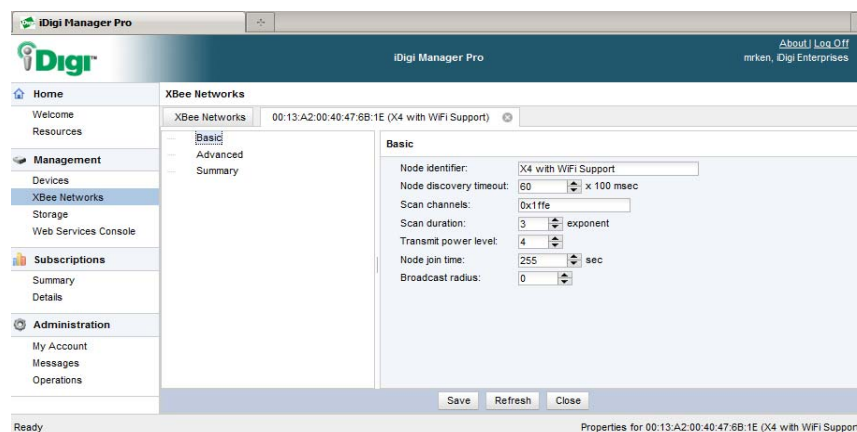 iDigi Manager Pro
iDigi™
iDigi Manager Pro
About | Log Off
mrken, iDigi Enterprises
Home
Welcome
Resources
Management
Devices
XBee Networks
Storage
Web Services Console
Subscriptions
Summary
Details
Administration
My Account
Messages
Operations
XBee Networks
XBee Networks
00:13:A2:00:40:47:6B:1E (X4 with WiFi Support)
Basic
Advanced
Summary
Basic
Node identifier: X4 with WiFi Support
Node discovery timeout: 60 x 100 msec
Scan channels: 0x1ffe
Scan duration: 3 exponent
Transmit power level: 4
Node join time: 255 sec
Broadcast radius: 0
Save Refresh Close
Ready
Properties for 00:13:A2:00:40:47:6B:1E (X4 with WiFi Suppor